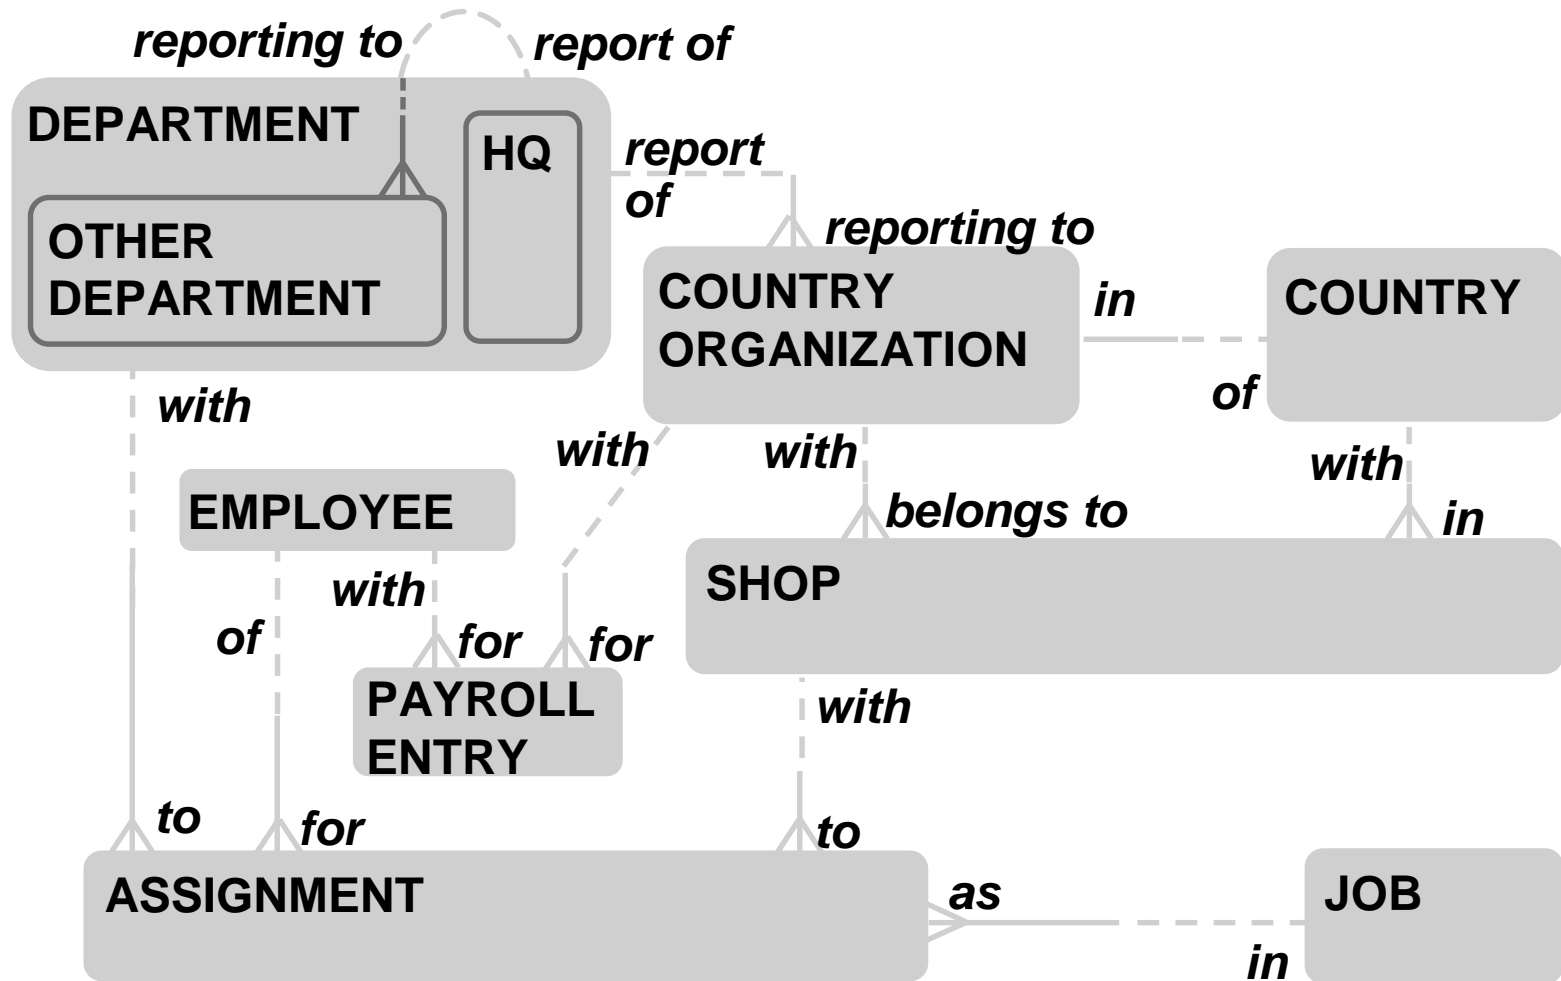 reporting to
report of
DEPARTMENT
HQ
report
of
OTHER
DEPARTMENT
reporting to
COUNTRY
ORGANIZATION
in
of
COUNTRY
with
with
with
with
EMPLOYEE
belongs to
in
with
of
for
for
SHOP
PAYROLL
ENTRY
with
to
for
to
ASSIGNMENT
as
in
JOB